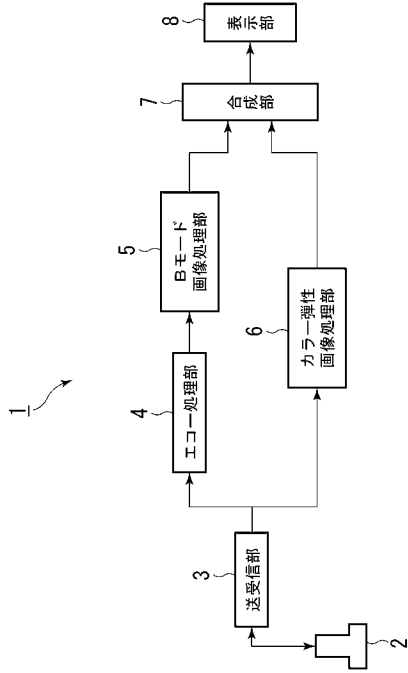 1
2
3
送受信部
4
エコー処理部
5
Bモード
画像処理部
6
カラー弾性
画像処理部
7
合成部
8
表示部